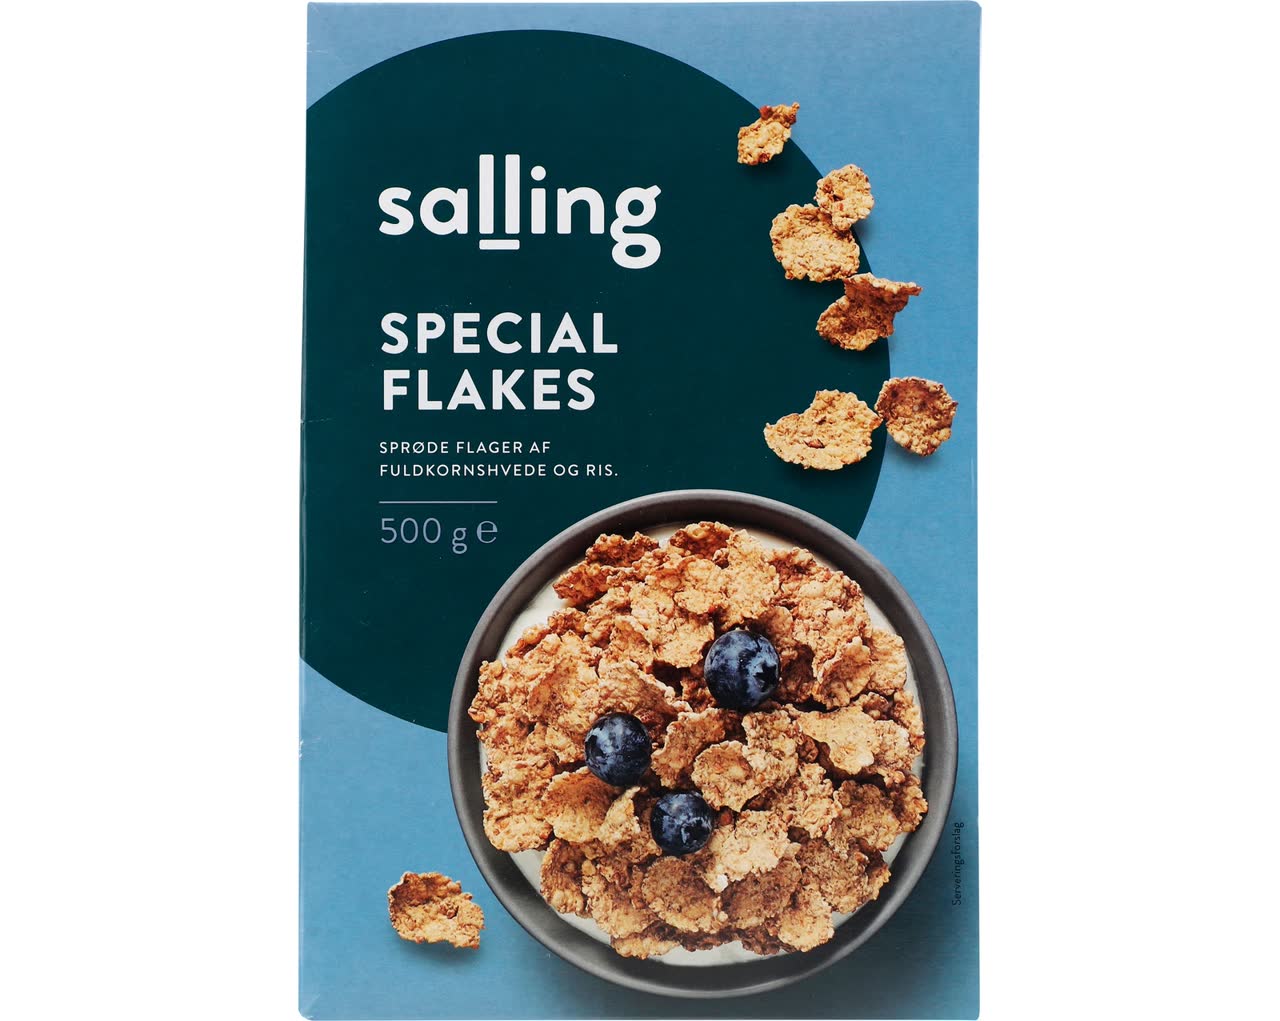 salling
SPECIAL
FLAKES
SPRØDE FLAGER AF
FULDKORNSHVEDE OG RIS.
500 g ℮
Serveringsforslag